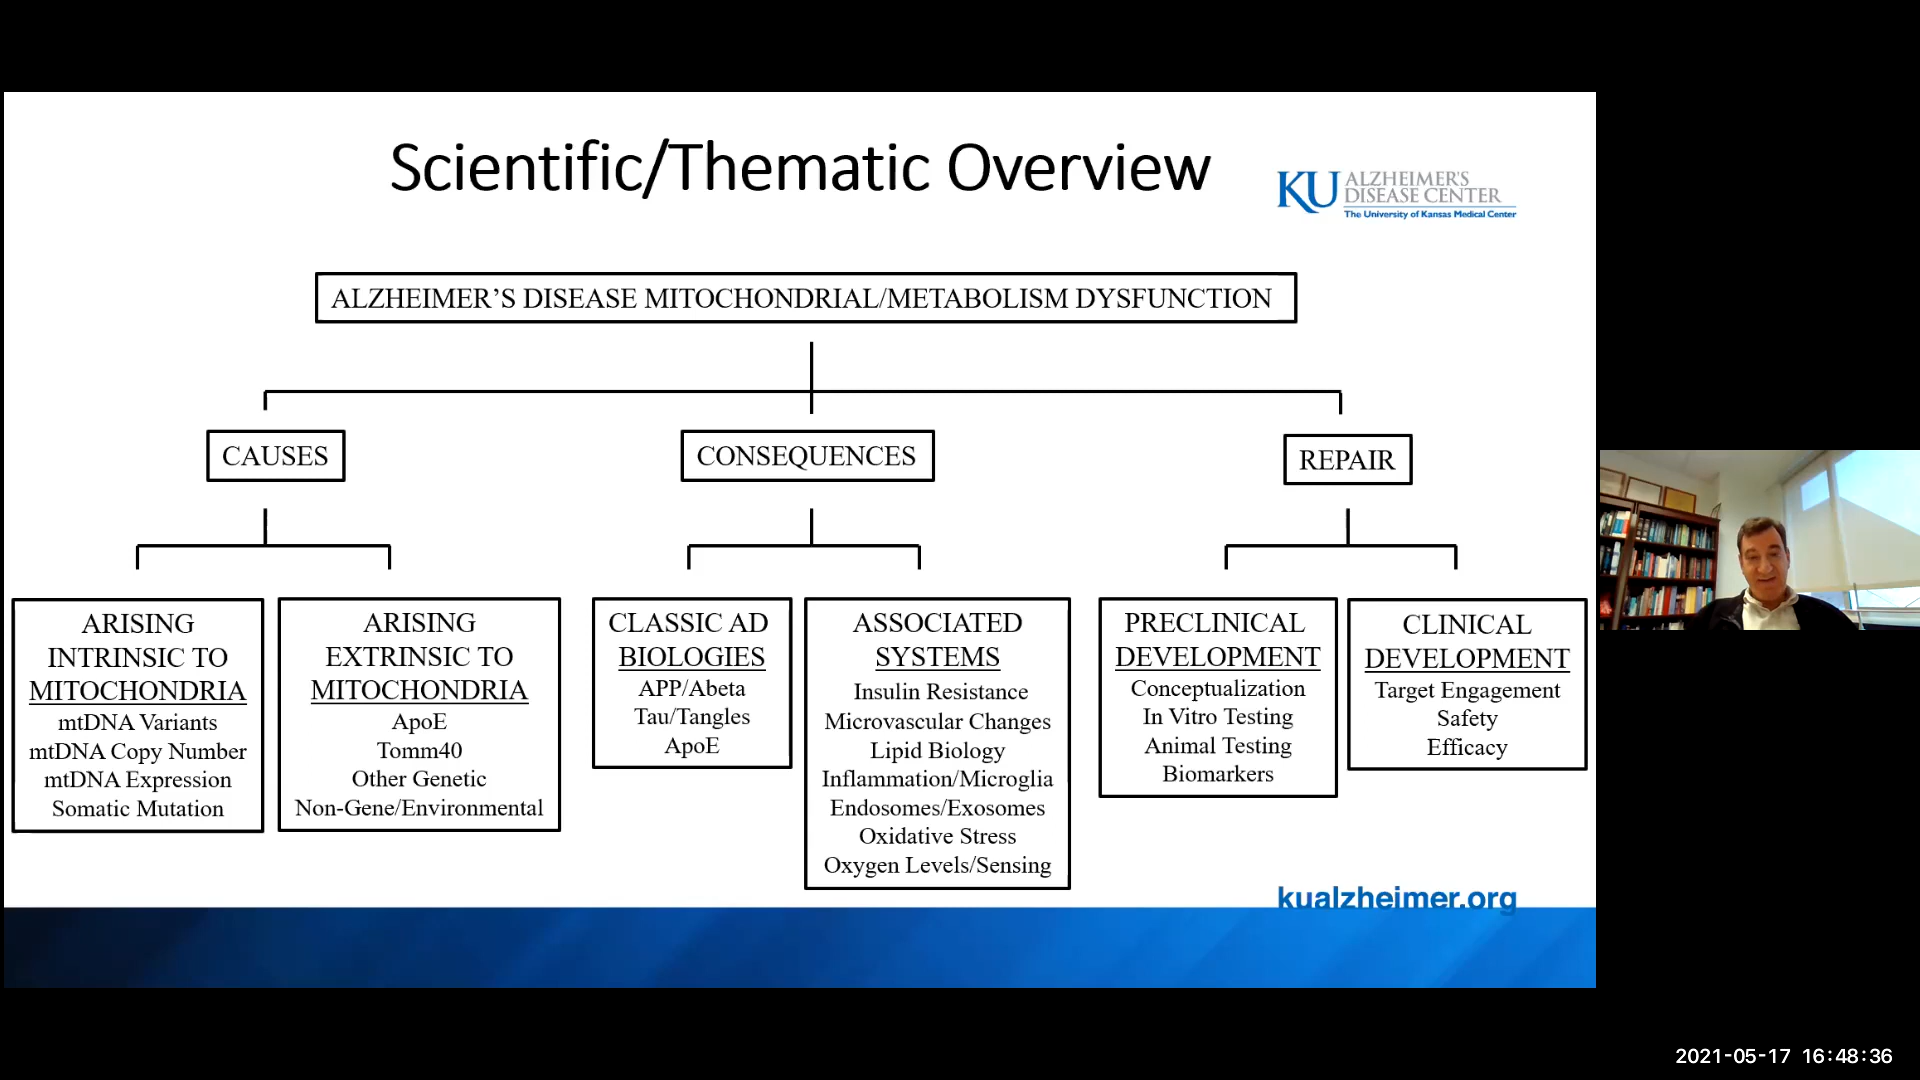 Scientific/Thematic Overview
KU ALZHEIMER'S
DISEASE CENTER
The University of Kansas Medical Center
ALZHEIMER’S DISEASE MITOCHONDRIAL/METABOLISM DYSFUNCTION
CAUSES
CONSEQUENCES
REPAIR
ARISING
INTRINSIC TO
MITOCHONDRIA
mtDNA Variants
mtDNA Copy Number
mtDNA Expression
Somatic Mutation
ARISING
EXTRINSIC TO
MITOCHONDRIA
ApoE
Tomm40
Other Genetic
Non-Gene/Environmental
CLASSIC AD
BIOLOGIES
APP/Abeta
Tau/Tangles
ApoE
ASSOCIATED
SYSTEMS
Insulin Resistance
Microvascular Changes
Lipid Biology
Inflammation/Microglia
Endosomes/Exosomes
Oxidative Stress
Oxygen Levels/Sensing
PRECLINICAL
DEVELOPMENT
Conceptualization
In Vitro Testing
Animal Testing
Biomarkers
CLINICAL
DEVELOPMENT
Target Engagement
Safety
Efficacy
kualzheimer.org
2021-05-17 16:48:36